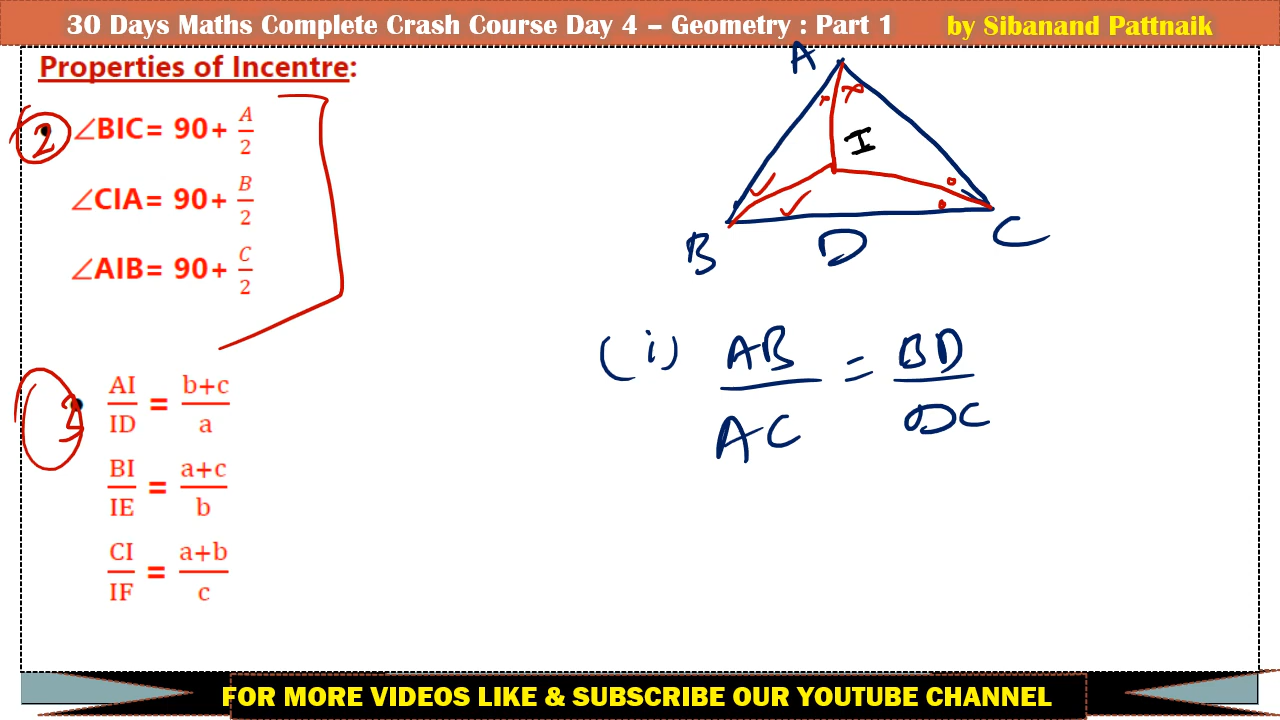 30 Days Maths Complete Crash Course Day 4 – Geometry : Part 1 by Sibanand Pattnaik
Properties of Incentre:
2 ∠BIC= 90+ A/2
∠CIA= 90+ B/2
∠AIB= 90+ C/2
3 AI/ID = b+c/a
BI/IE = a+c/b
CI/IF = a+b/c
A
I
B D C
(i) AB/AC = BD/DC
FOR MORE VIDEOS LIKE & SUBSCRIBE OUR YOUTUBE CHANNEL